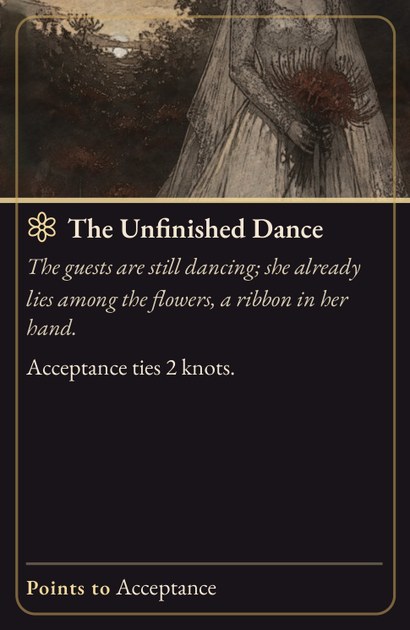 The Unfinished Dance
The guests are still dancing; she already
lies among the flowers, a ribbon in her
hand.
Acceptance ties 2 knots.
Points to Acceptance